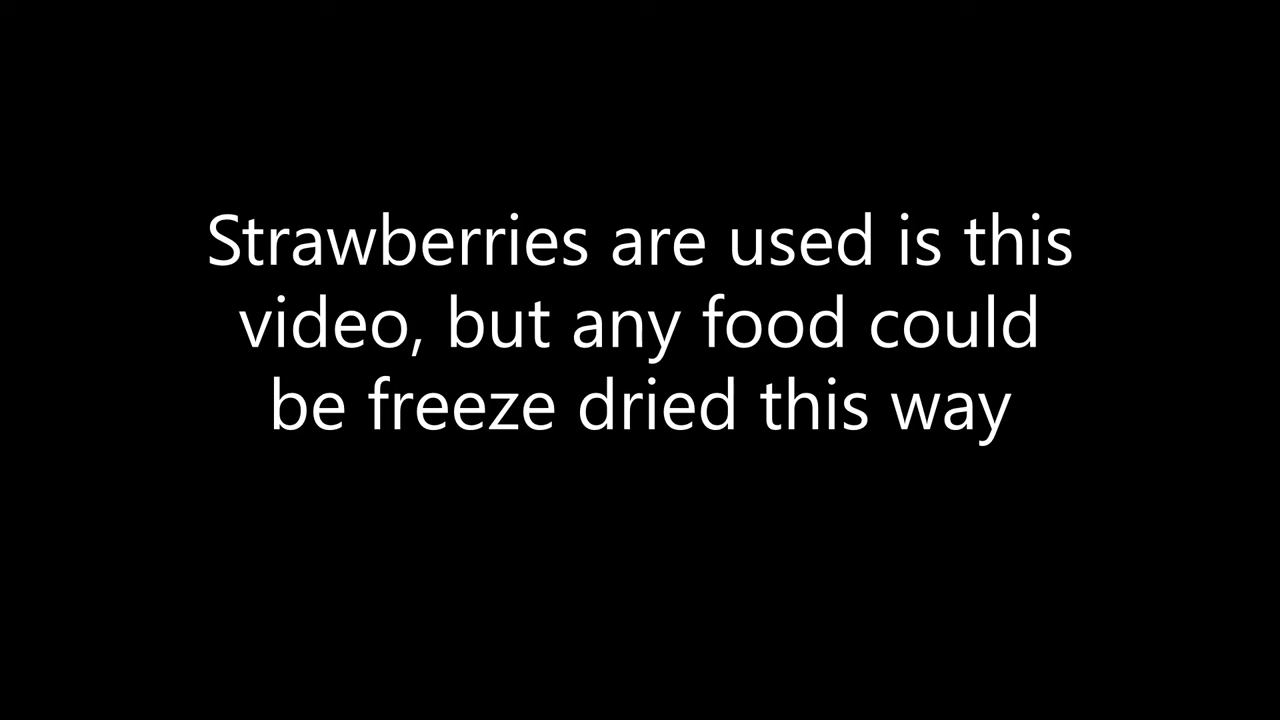 Strawberries are used is this
video, but any food could
be freeze dried this way